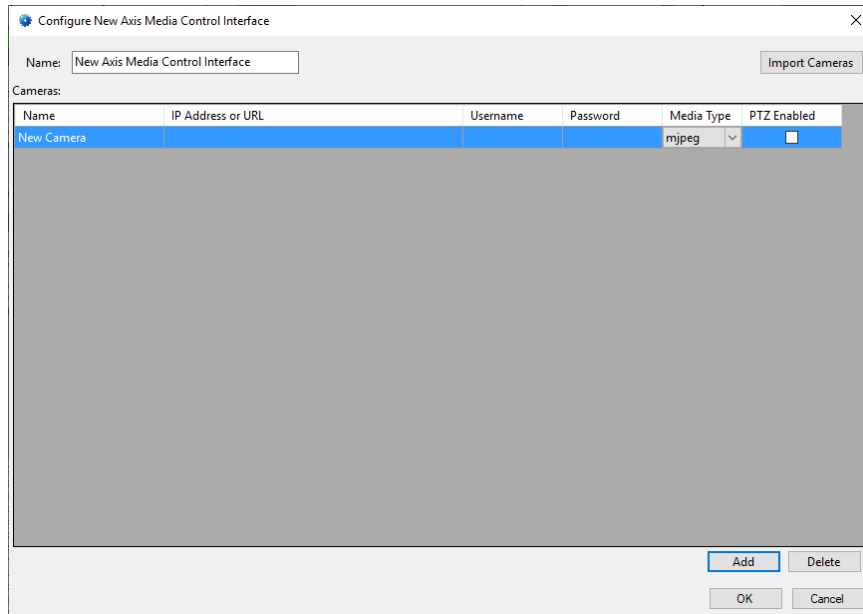 Configure New Axis Media Control Interface
Name: New Axis Media Control Interface Import Cameras
Cameras:
Name IP Address or URL Username Password Media Type PTZ Enabled
New Camera mjpeg
Add Delete
OK Cancel